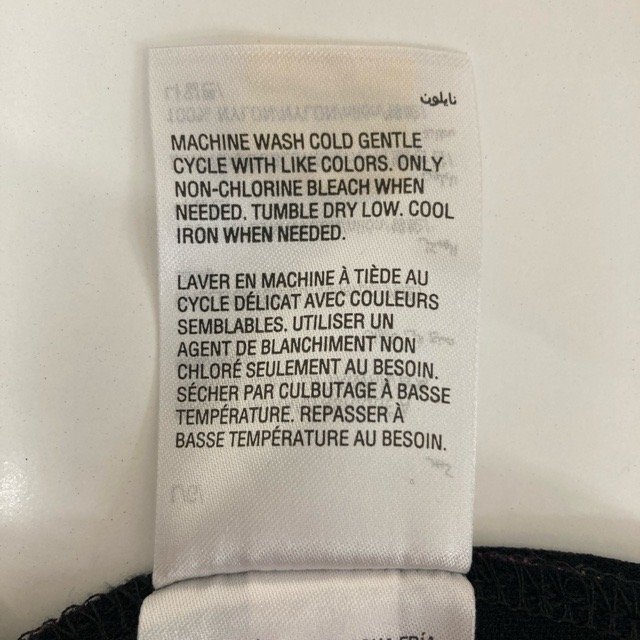 نايلون
MACHINE WASH COLD GENTLE
CYCLE WITH LIKE COLORS. ONLY
NON-CHLORINE BLEACH WHEN
NEEDED. TUMBLE DRY LOW. COOL
IRON WHEN NEEDED.
LAVER EN MACHINE À TIÈDE AU
CYCLE DÉLICAT AVEC COULEURS
SEMBLABLES. UTILISER UN
AGENT DE BLANCHIMENT NON
CHLORÉ SEULEMENT AU BESOIN.
SÉCHER PAR CULBUTAGE À BASSE
TEMPÉRATURE. REPASSER À
BASSE TEMPÉRATURE AU BESOIN.